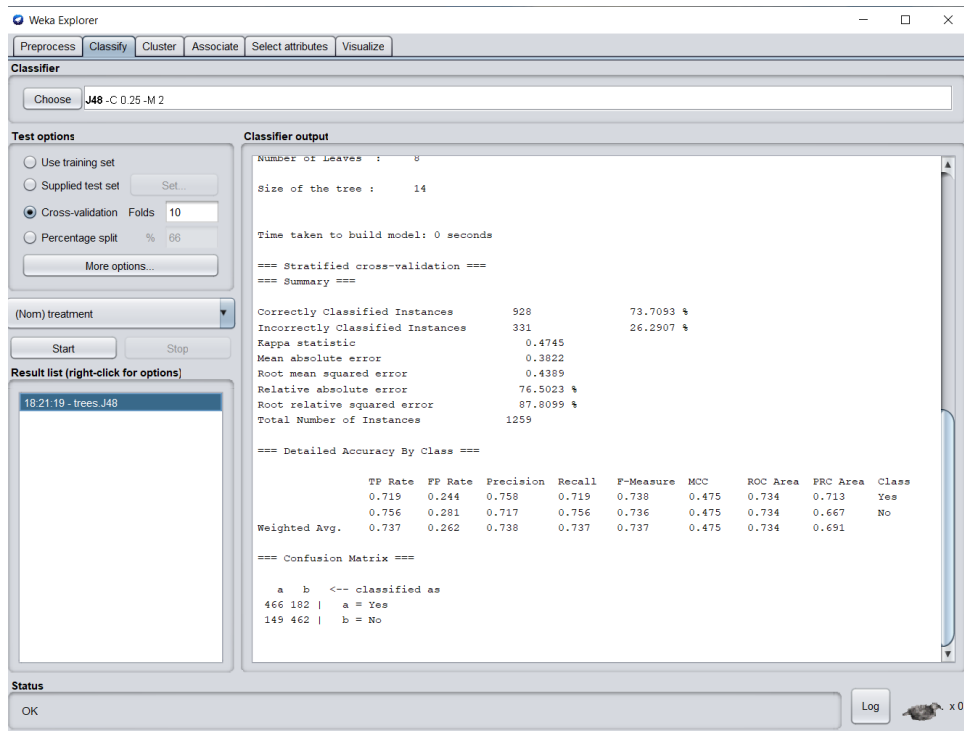 Weka Explorer
Preprocess Classify Cluster Associate Select attributes Visualize
Classifier
Choose J48 -C 0.25 -M 2
Test options
Use training set
Supplied test set Set...
Cross-validation Folds 10
Percentage split % 66
More options...
(Nom) treatment
Start Stop
Result list (right-click for options)
18:21:19 - trees.J48
Classifier output
Number of Leaves : 8
Size of the tree : 14
Time taken to build model: 0 seconds
=== Stratified cross-validation ===
=== Summary ===
Correctly Classified Instances 928 73.7093 %
Incorrectly Classified Instances 331 26.2907 %
Kappa statistic 0.4745
Mean absolute error 0.3822
Root mean squared error 0.4389
Relative absolute error 76.5023 %
Root relative squared error 87.8099 %
Total Number of Instances 1259
=== Detailed Accuracy By Class ===
TP Rate FP Rate Precision Recall F-Measure MCC ROC Area PRC Area Class
0.719 0.244 0.758 0.719 0.738 0.475 0.734 0.713 Yes
0.756 0.281 0.717 0.756 0.736 0.475 0.734 0.667 No
Weighted Avg. 0.737 0.262 0.738 0.737 0.737 0.475 0.734 0.691
=== Confusion Matrix ===
a b <-- classified as
466 182 | a = Yes
149 462 | b = No
Status
OK
Log
x 0